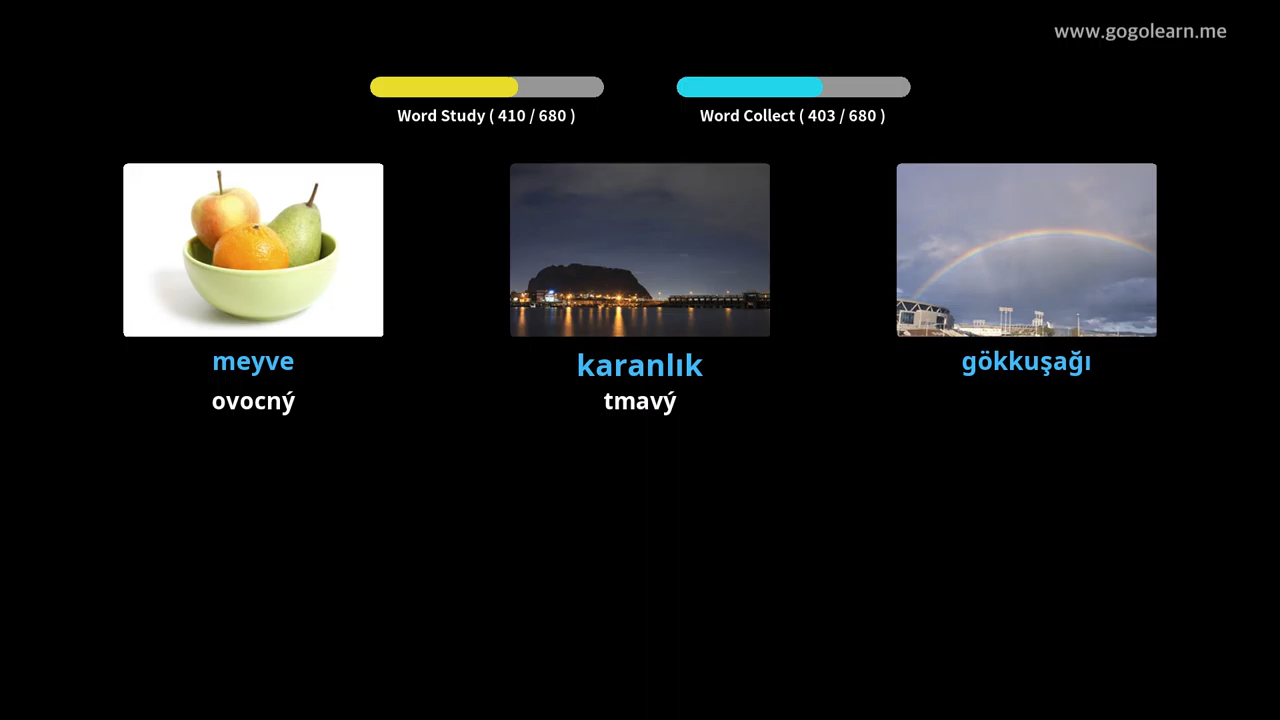 www.gogolearn.me
Word Study ( 410 / 680 )
Word Collect ( 403 / 680 )
meyve
karanlık
gökkuşağı
ovocný
tmavý